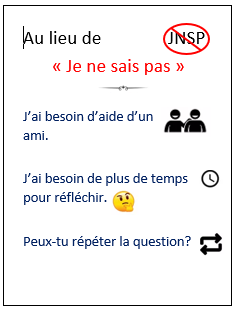 Au lieu de JNSP
« Je ne sais pas »
J’ai besoin d’aide d’un
ami.
J’ai besoin de plus de temps
pour réfléchir.
Peux-tu répéter la question?